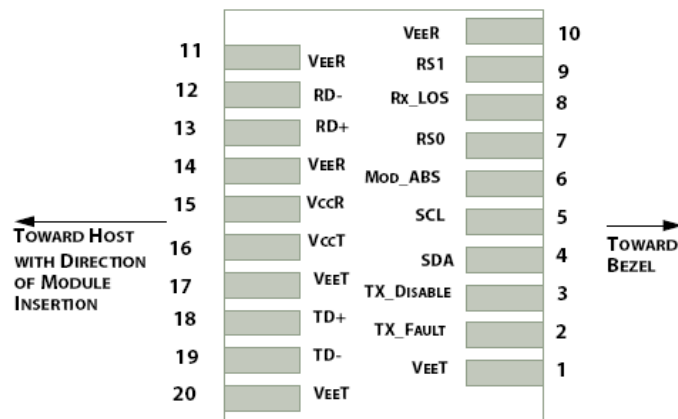 11 VEER
12 RD-
13 RD+
14 VEER
15 VCCR
16 VCCT
17 VEET
18 TD+
19 TD-
20 VEET
VEER 10
RS1 9
RX_LOS 8
RS0 7
MOD_ABS 6
SCL 5
SDA 4
TX_DISABLE 3
TX_FAULT 2
VEET 1
TOWARD HOST
WITH DIRECTION
OF MODULE
INSERTION
TOWARD
BEZEL